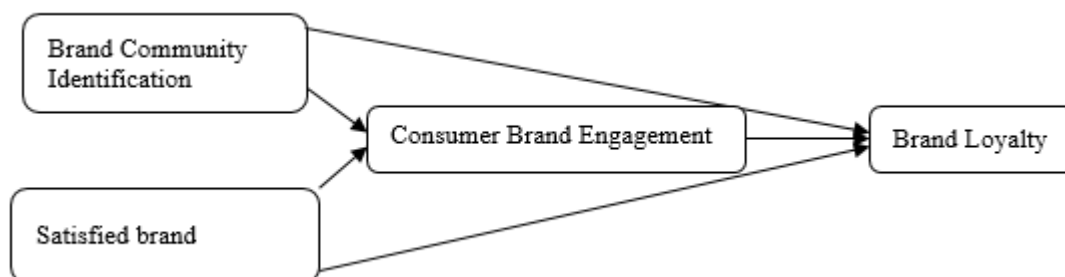 Brand Community
Identification
Consumer Brand Engagement
Brand Loyalty
Satisfied brand